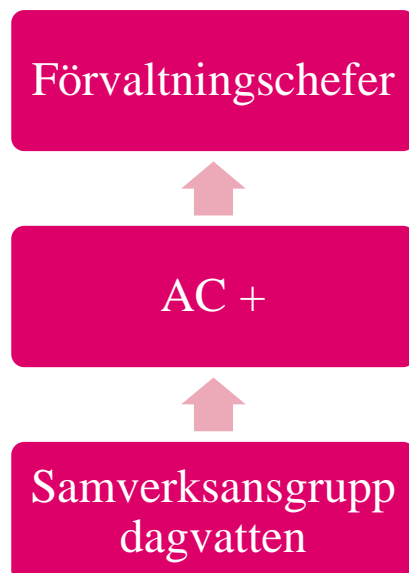 Förvaltningschefer
AC +
Samverksansgrupp
dagvatten